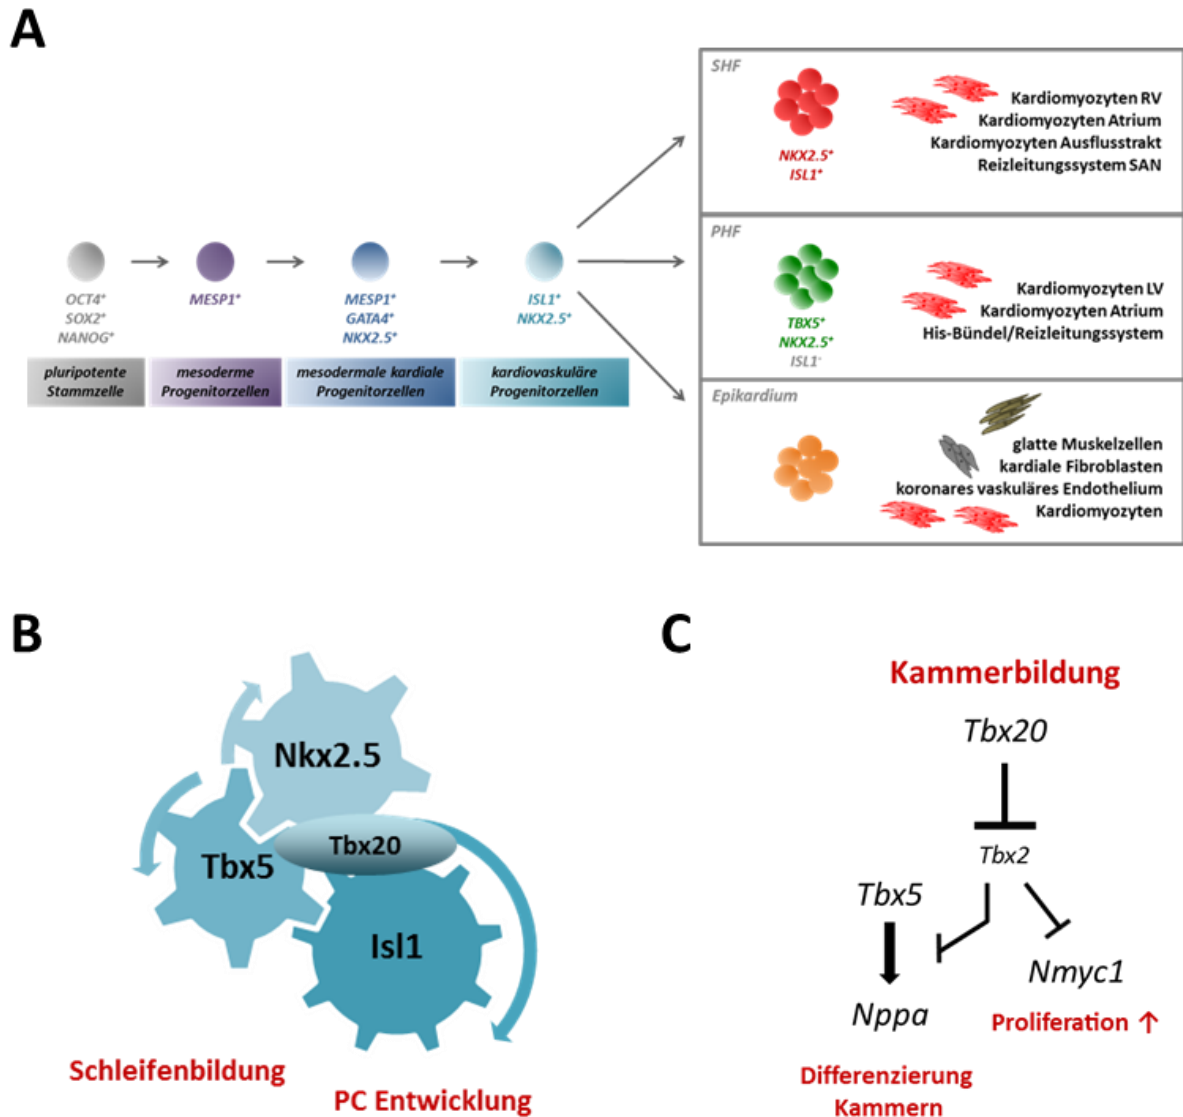 A
SHF
Kardiomyozyten RV
Kardiomyozyten Atrium
Kardiomyozyten Ausflusstrakt
Reizleitungssystem SAN
NKX2.5⁺
ISL1⁺
PHF
Kardiomyozyten LV
Kardiomyozyten Atrium
His-Bündel/Reizleitungssystem
TBX5⁺
NKX2.5⁺
ISL1⁻
Epikardium
glatte Muskelzellen
kardiale Fibroblasten
koronares vaskuläres Endothelium
Kardiomyozyten
OCT4⁺
SOX2⁺
NANOG⁺
MESP1⁺
MESP1⁺
GATA4⁺
NKX2.5⁺
ISL1⁺
NKX2.5⁺
pluripotente
Stammzelle
mesoderme
Progenitorzellen
mesodermale kardiale
Progenitorzellen
kardiovaskuläre
Progenitorzellen
B
Nkx2.5
Tbx20
Tbx5
Isl1
Schleifenbildung
PC Entwicklung
C
Kammerbildung
Tbx20
Tbx2
Tbx5
Nmyc1
Nppa
Proliferation ↑
Differenzierung
Kammern